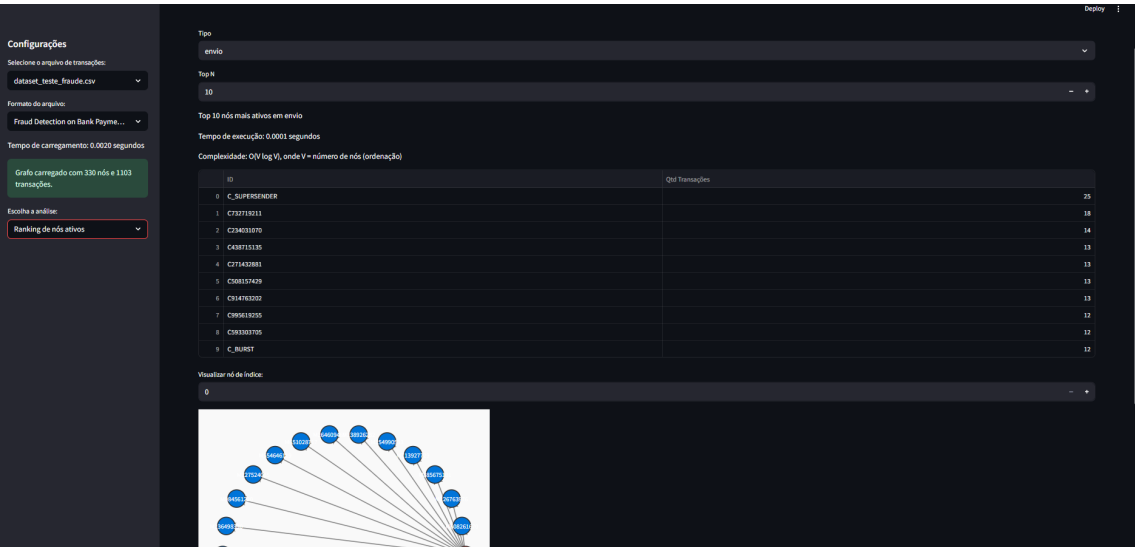 Deploy
Configurações
Selecione o arquivo de transações:
dataset_teste_fraude.csv
Formato do arquivo:
Fraud Detection on Bank Payme...
Tempo de carregamento: 0.0020 segundos
Grafo carregado com 330 nós e 1103
transações.
Escolha a análise:
Ranking de nós ativos
Tipo
envio
Top N
10
Top 10 nós mais ativos em envio
Tempo de execução: 0.0001 segundos
Complexidade: O(V log V), onde V = número de nós (ordenação)
ID Qtd Transações
0 C_SUPERSENDER 25
1 C732719211 18
2 C234031070 14
3 C438715135 13
4 C271432881 13
5 C508157429 13
6 C914763202 13
7 C995619255 12
8 C593303705 12
9 C_BURST 12
Visualizar nó de índice:
0